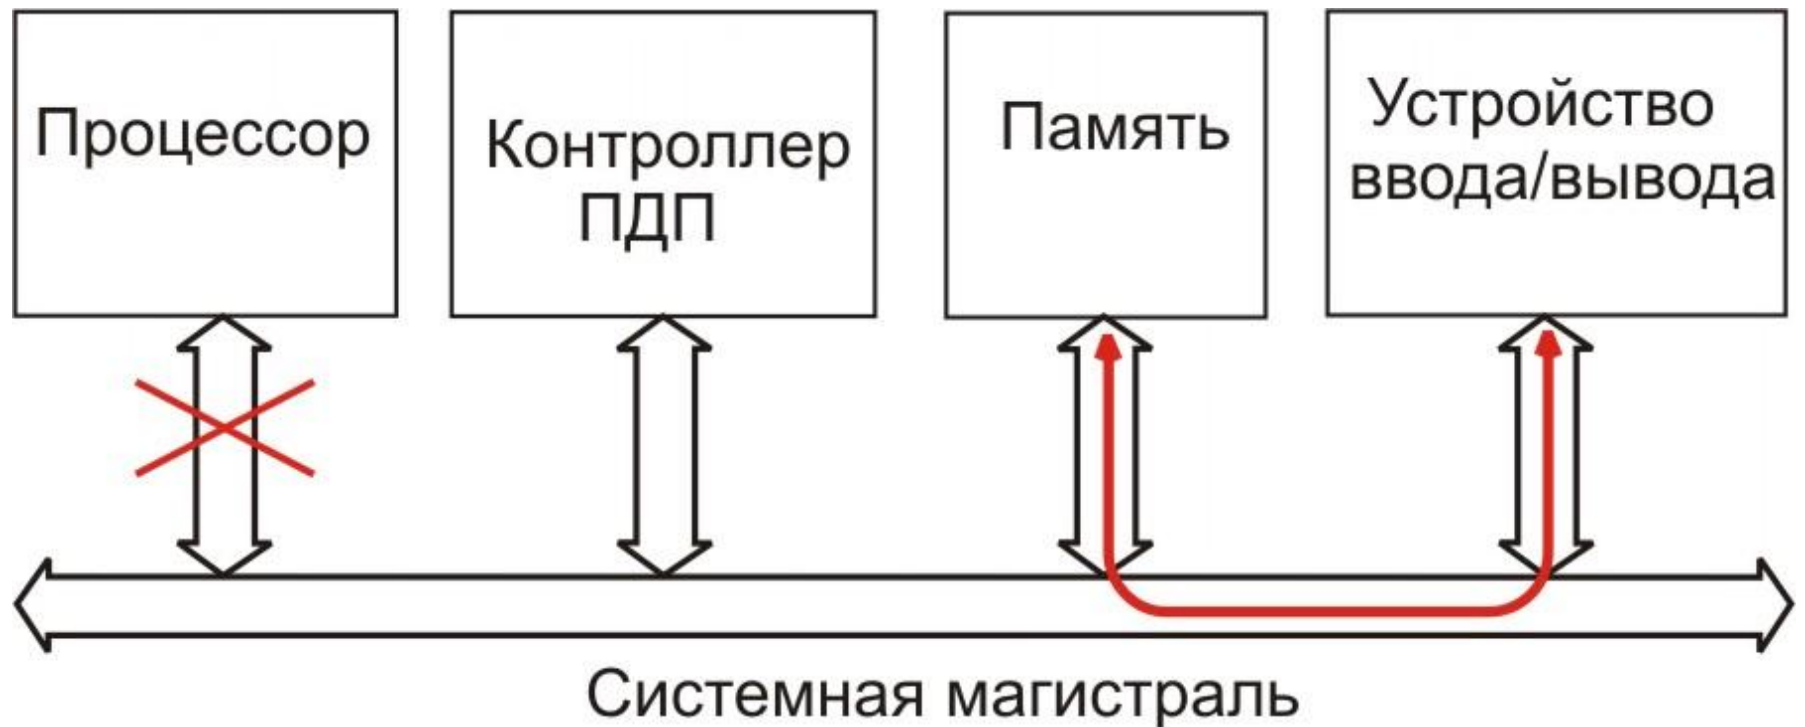 Процессор
Контроллер
ПДП
Память
Устройство
ввода/вывода
Системная магистраль